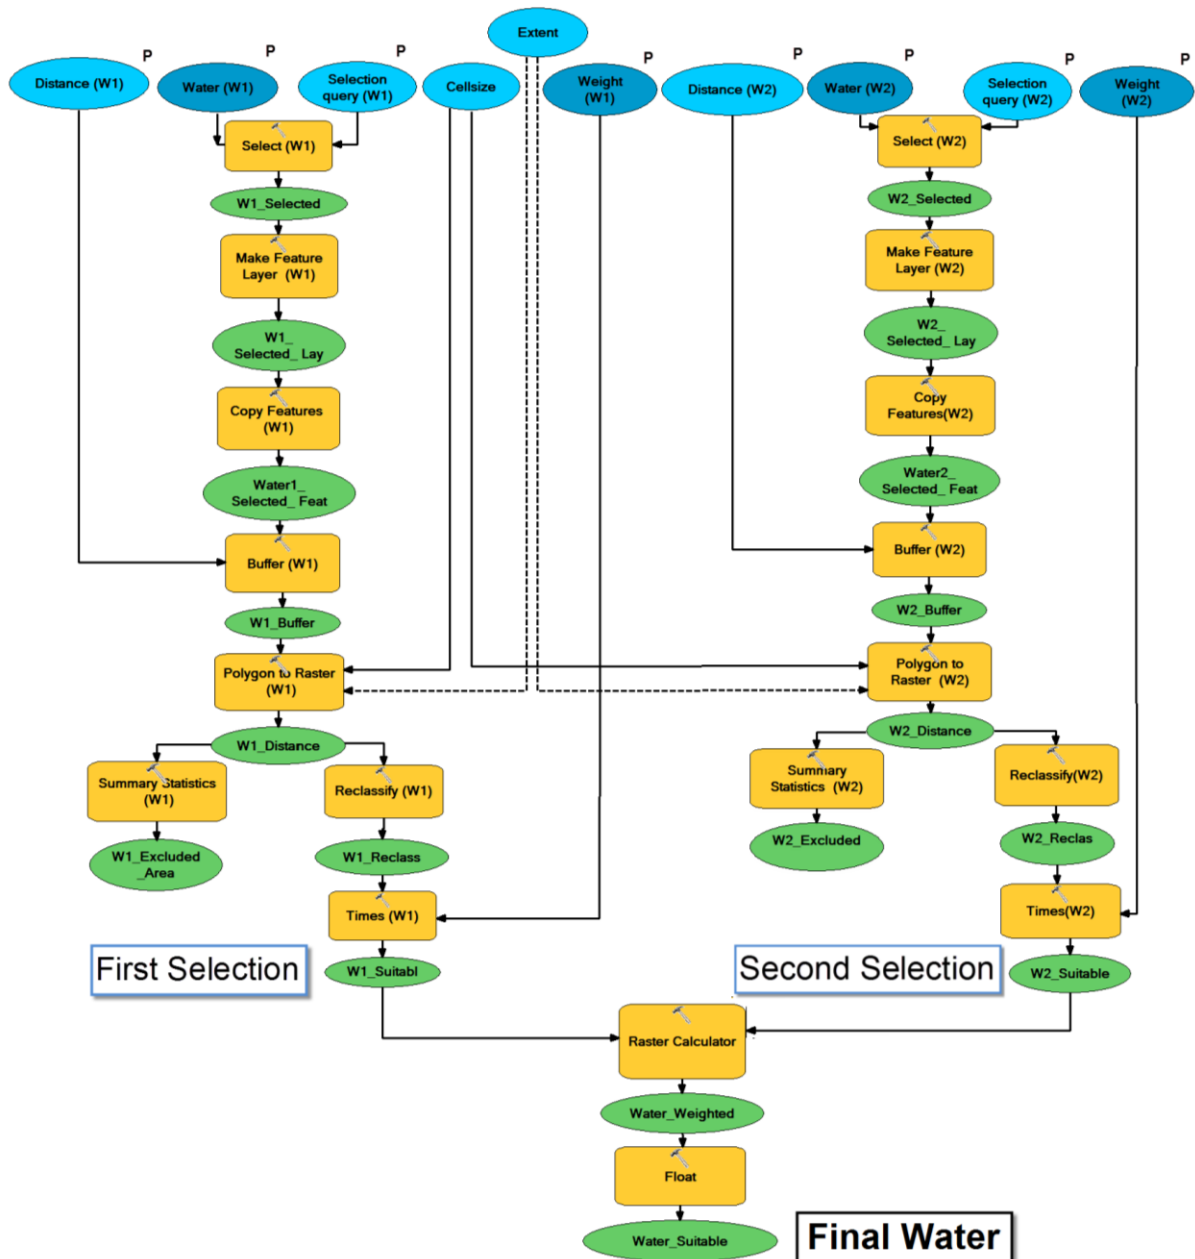 Extent
P
P
P
P
P
P
P
P
Distance (W1)
Water (W1)
Selection
query (W1)
Cellsize
Weight
(W1)
Distance (W2)
Water (W2)
Selection
query (W2)
Weight
(W2)
Select (W1)
Select (W2)
W1_Selected
W2_Selected
Make Feature
Layer (W1)
Make Feature
Layer (W2)
W1_
Selected_ Lay
W2_
Selected_ Lay
Copy Features
(W1)
Copy
Features(W2)
Water1_
Selected_ Feat
Water2_
Selected_ Feat
Buffer (W1)
Buffer (W2)
W1_Buffer
W2_Buffer
Polygon to Raster
(W1)
Polygon to
Raster (W2)
W1_Distance
W2_Distance
Summary Statistics
(W1)
Reclassify (W1)
Summary
Statistics (W2)
Reclassify(W2)
W1_Excluded
_Area
W1_Reclass
W2_Excluded
W2_Reclas
Times (W1)
Times(W2)
First Selection
W1_Suitabl
Second Selection
W2_Suitable
Raster Calculator
Water_Weighted
Float
Water_Suitable
Final Water